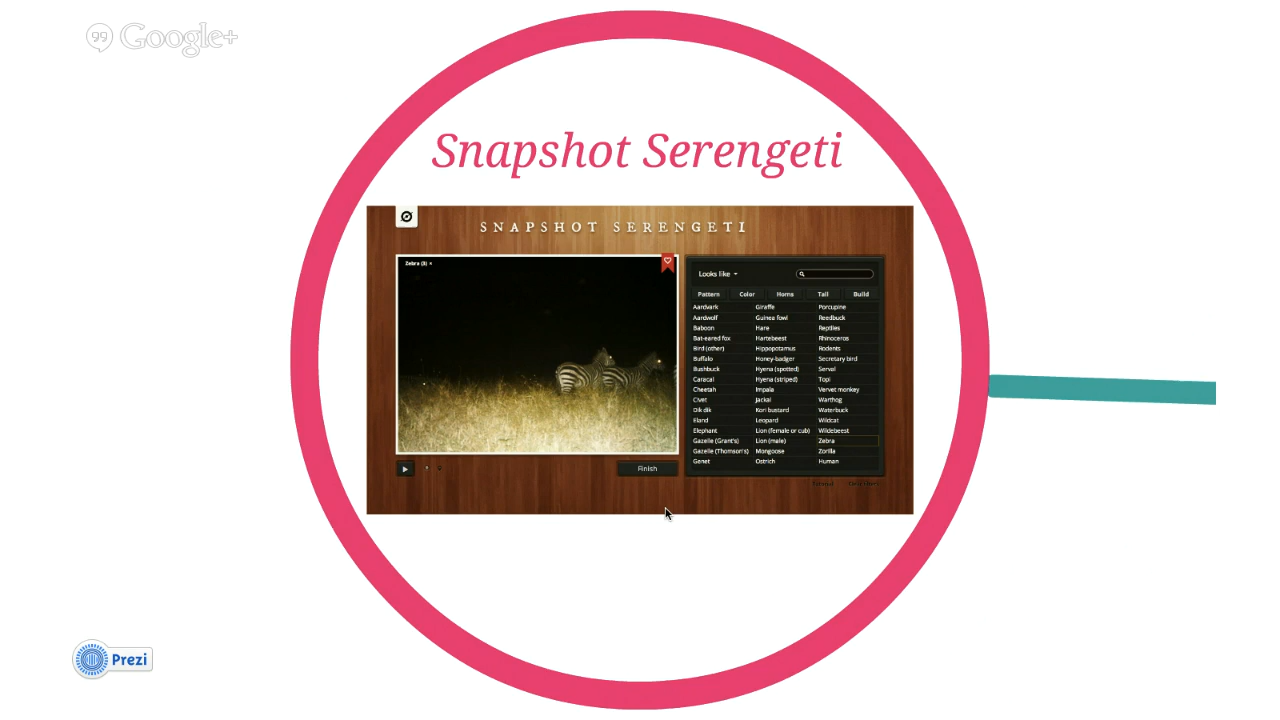 Google+
Snapshot Serengeti
SNAPSHOT SERENGETI
Zebra (3) ×
Looks like
Pattern Color Horns Tail Build
Aardvark Giraffe Porcupine
Aardwolf Guinea fowl Reedbuck
Baboon Hare Reptiles
Bat-eared fox Hartebeest Rhinoceros
Bird (other) Hippopotamus Rodents
Buffalo Honey-badger Secretary bird
Bushbuck Hyena (spotted) Serval
Caracal Hyena (striped) Topi
Cheetah Impala Vervet monkey
Civet Jackal Warthog
Dik dik Kori bustard Waterbuck
Eland Leopard Wildcat
Elephant Lion (female or cub) Wildebeest
Gazelle (Grant's) Lion (male) Zebra
Gazelle (Thomson's) Mongoose Zorilla
Genet Ostrich Human
Finish
Prezi